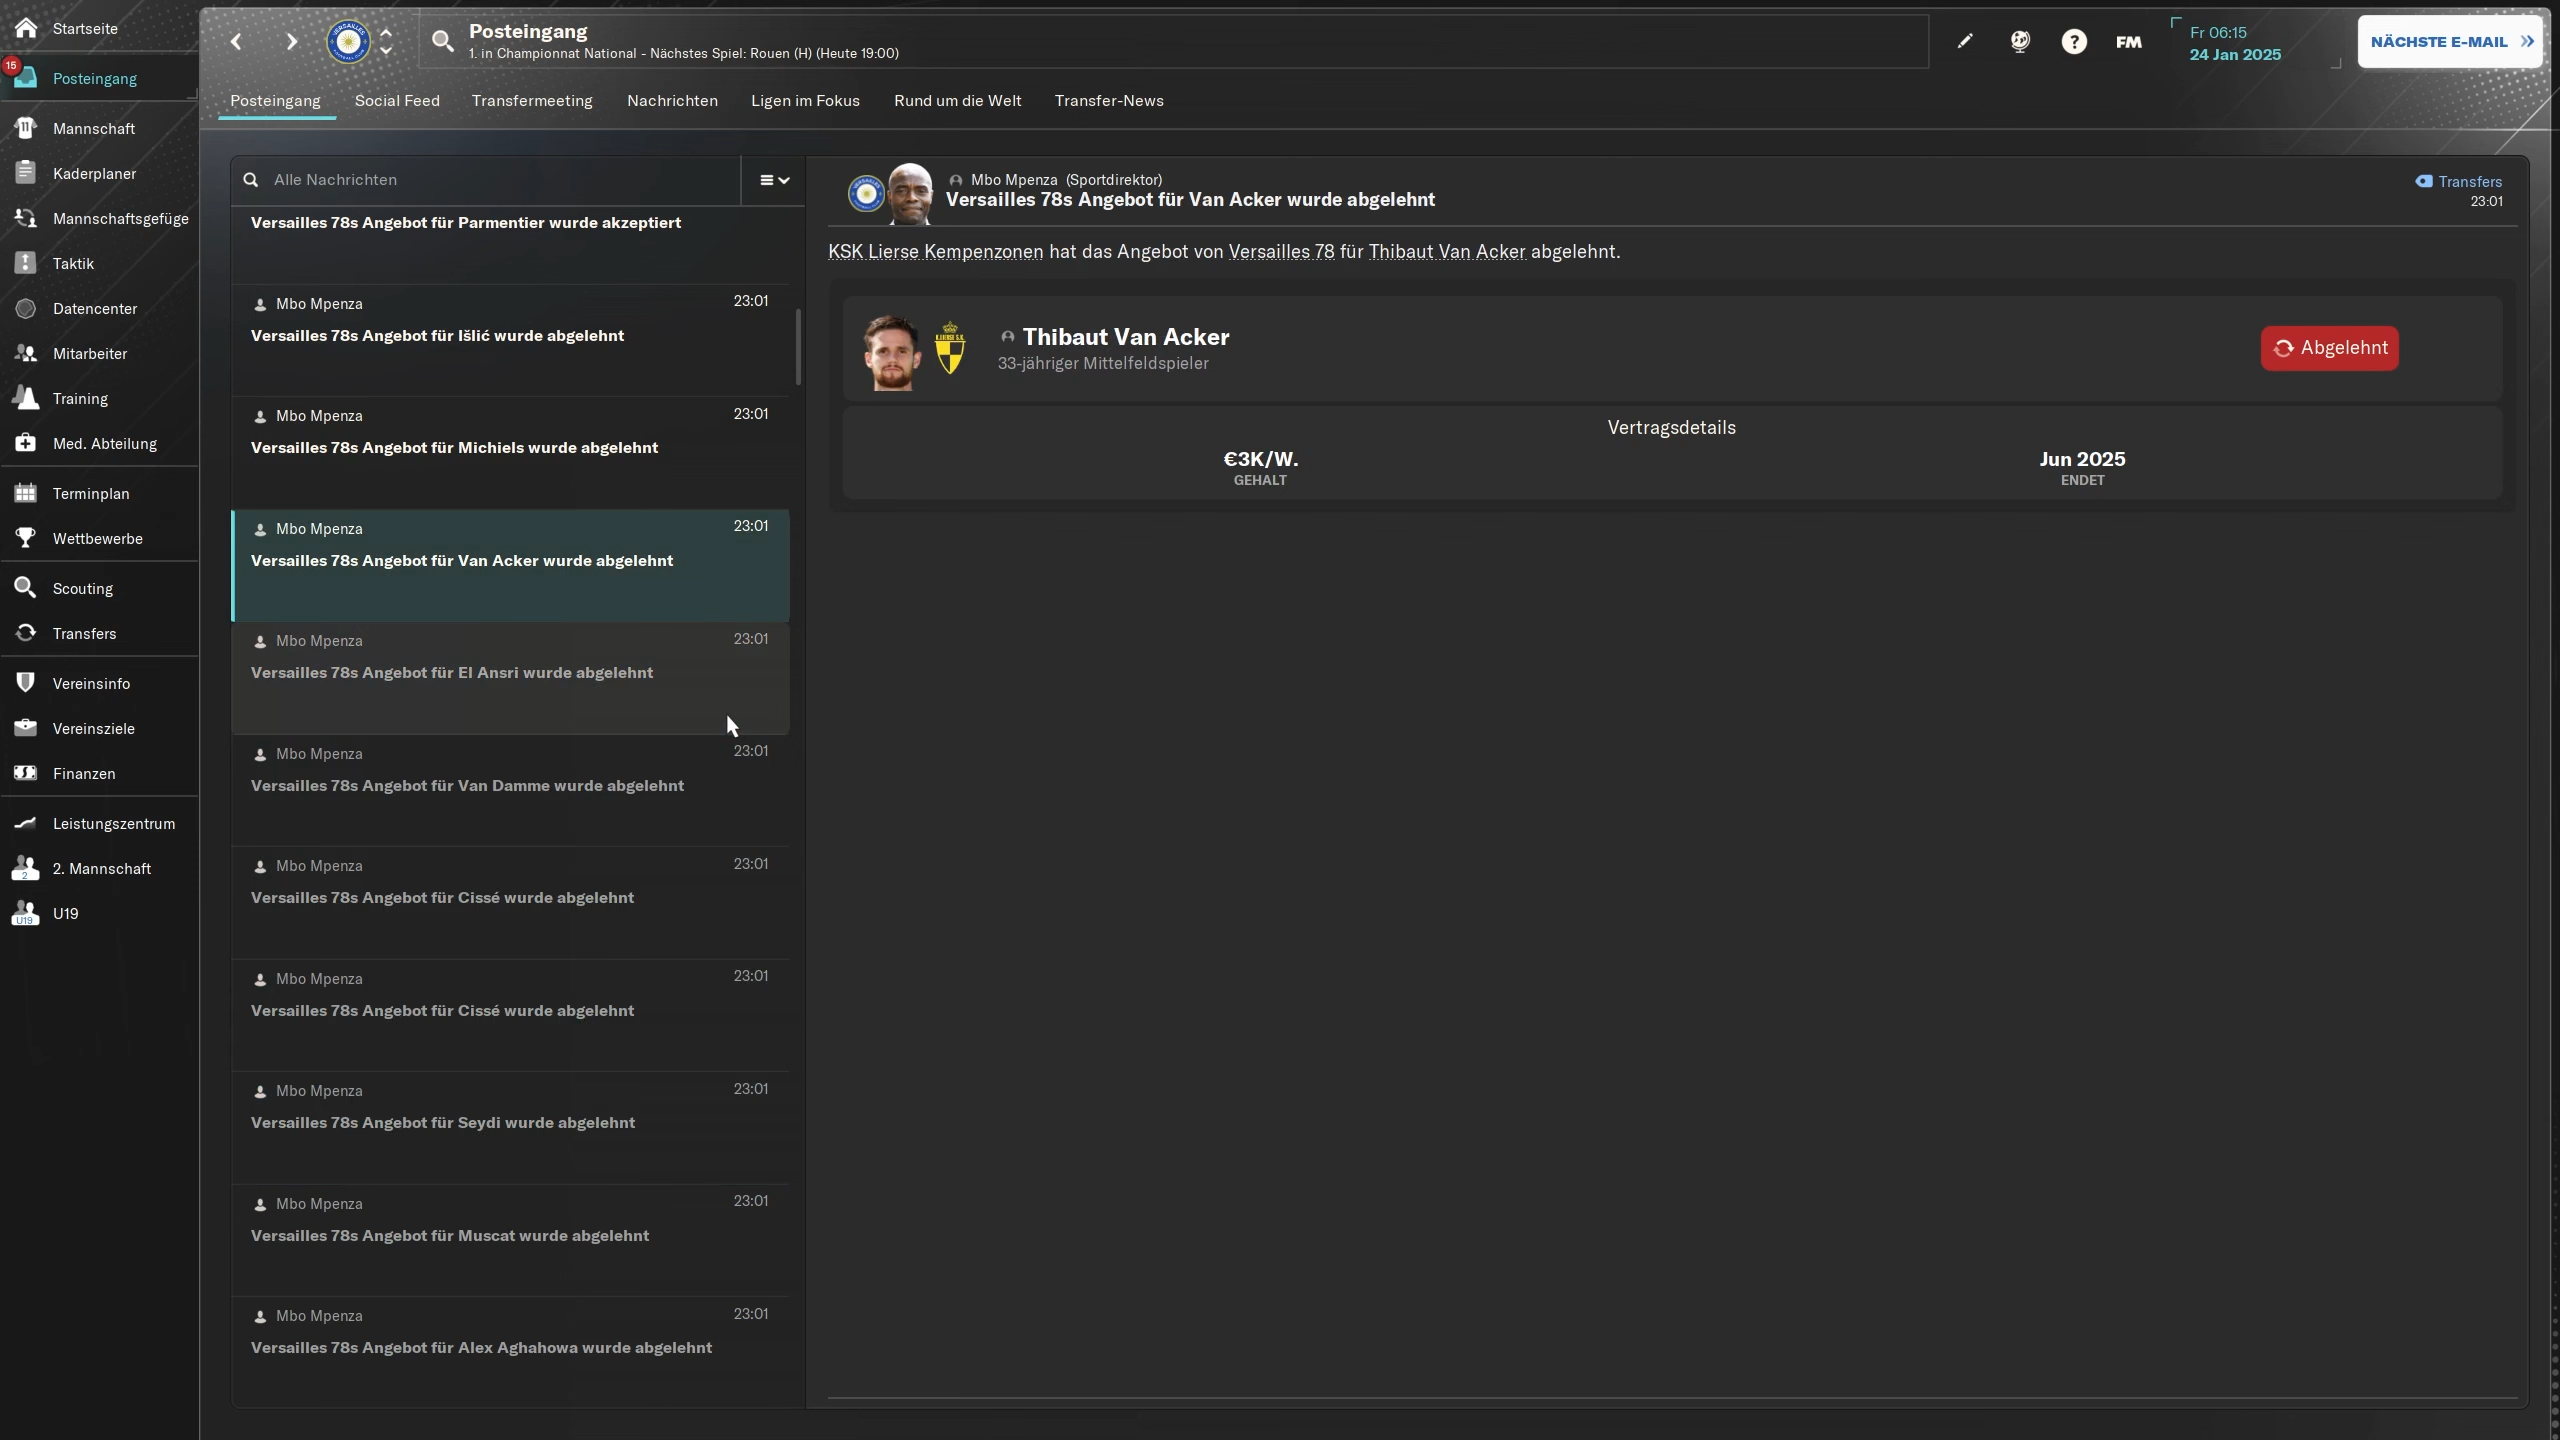 Startseite
15
Posteingang
Mannschaft
Kaderplaner
Mannschaftsgefüge
Taktik
Datencenter
Mitarbeiter
Training
Med. Abteilung
Terminplan
Wettbewerbe
Scouting
Transfers
Vereinsinfo
Vereinsziele
Finanzen
Leistungszentrum
2
2. Mannschaft
U19
U19
Posteingang
1. in Championnat National - Nächstes Spiel: Rouen (H) (Heute 19:00)
?
FM
Fr 06:15
24 Jan 2025
NÄCHSTE E-MAIL
Posteingang
Social Feed
Transfermeeting
Nachrichten
Ligen im Fokus
Rund um die Welt
Transfer-News
Alle Nachrichten
Versailles 78s Angebot für Parmentier wurde akzeptiert
Mbo Mpenza 23:01
Versailles 78s Angebot für Išlić wurde abgelehnt
Mbo Mpenza 23:01
Versailles 78s Angebot für Michiels wurde abgelehnt
Mbo Mpenza 23:01
Versailles 78s Angebot für Van Acker wurde abgelehnt
Mbo Mpenza 23:01
Versailles 78s Angebot für El Ansri wurde abgelehnt
Mbo Mpenza 23:01
Versailles 78s Angebot für Van Damme wurde abgelehnt
Mbo Mpenza 23:01
Versailles 78s Angebot für Cissé wurde abgelehnt
Mbo Mpenza 23:01
Versailles 78s Angebot für Cissé wurde abgelehnt
Mbo Mpenza 23:01
Versailles 78s Angebot für Seydi wurde abgelehnt
Mbo Mpenza 23:01
Versailles 78s Angebot für Muscat wurde abgelehnt
Mbo Mpenza 23:01
Versailles 78s Angebot für Alex Aghahowa wurde abgelehnt
Mbo Mpenza (Sportdirektor)
Versailles 78s Angebot für Van Acker wurde abgelehnt
Transfers
23:01
KSK Lierse Kempenzonen hat das Angebot von Versailles 78 für Thibaut Van Acker abgelehnt.
Thibaut Van Acker
33-jähriger Mittelfeldspieler
Abgelehnt
Vertragsdetails
€3K/W.
GEHALT
Jun 2025
ENDET